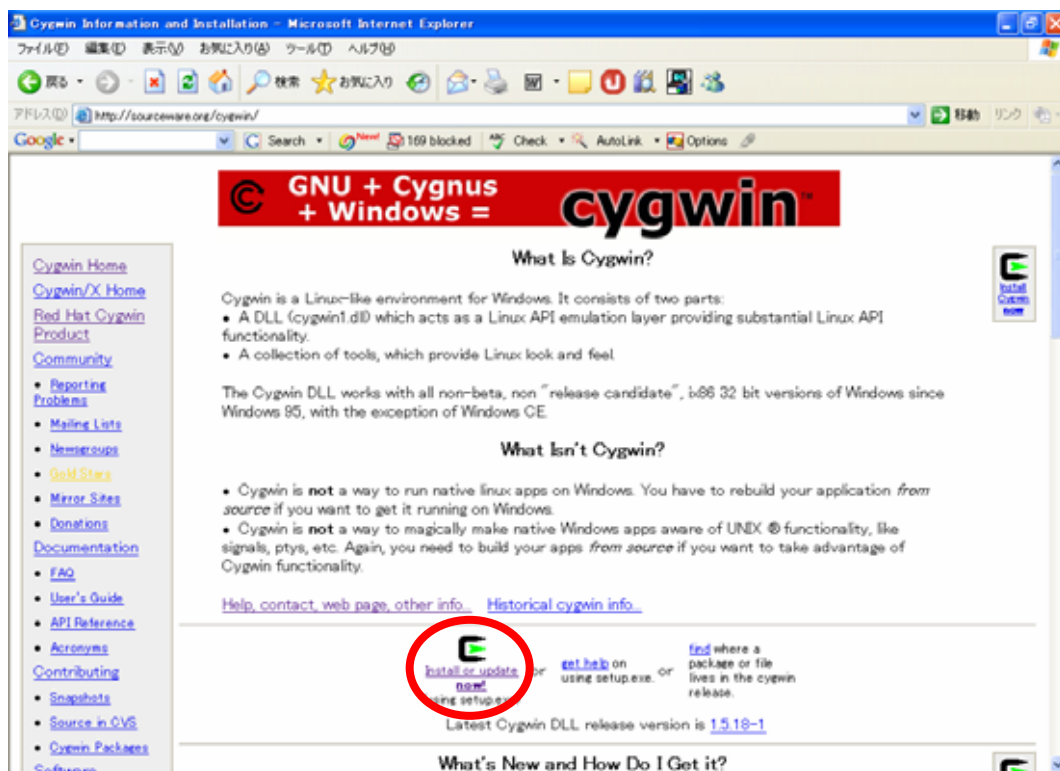 Cygwin Information and Installation - Microsoft Internet Explorer
ファイル(F) 編集(E) 表示(V) お気に入り(A) ツール(T) ヘルプ(H)
戻る 検索 お気に入り
アドレス(D) http://sourceware.org/cygwin/ 移動 リンク
Google Search New! 169 blocked Check AutoLink Options
GNU + Cygnus
+ Windows =
cygwin™
Cygwin Home
Cygwin/X Home
Red Hat Cygwin
Product
Community
• Reporting
Problems
• Mailing Lists
• Newsgroups
• Gold Stars
• Mirror Sites
• Donations
Documentation
• FAQ
• User's Guide
• API Reference
• Acronyms
Contributing
• Snapshots
• Source in CVS
• Cygwin Packages
Software
What Is Cygwin?
Cygwin is a Linux-like environment for Windows. It consists of two parts:
• A DLL (cygwin1.dll) which acts as a Linux API emulation layer providing substantial Linux API
functionality.
• A collection of tools, which provide Linux look and feel.
The Cygwin DLL works with all non-beta, non "release candidate", ix86 32 bit versions of Windows since
Windows 95, with the exception of Windows CE.
What Isn't Cygwin?
• Cygwin is not a way to run native linux apps on Windows. You have to rebuild your application from
source if you want to get it running on Windows.
• Cygwin is not a way to magically make native Windows apps aware of UNIX ® functionality, like
signals, ptys, etc. Again, you need to build your apps from source if you want to take advantage of
Cygwin functionality.
Help, contact, web page, other info... Historical cygwin info...
Install or update
now!
using setup.exe
or
get help on
using setup.exe.
or
find where a
package or file
lives in the cygwin
release.
Latest Cygwin DLL release version is 1.5.18-1
What's New and How Do I Get it?
Install
Cygwin
now